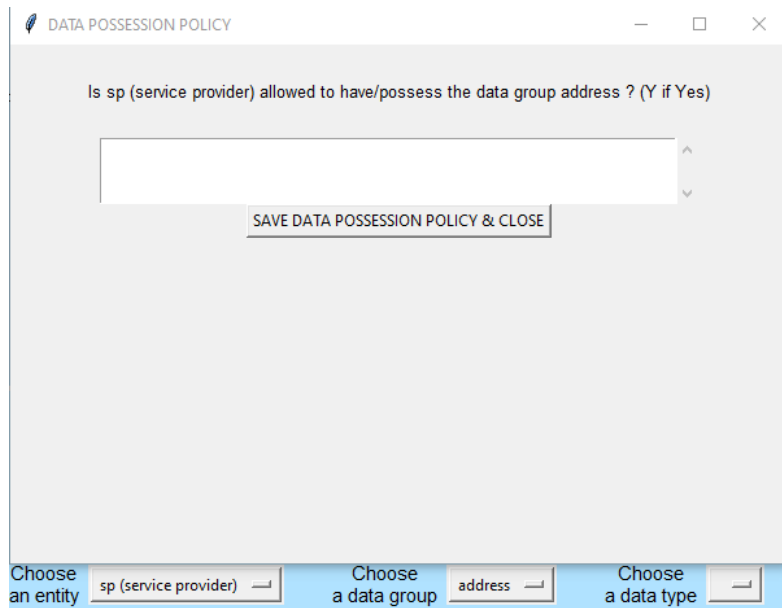 DATA POSSESSION POLICY
Is sp (service provider) allowed to have/possess the data group address ? (Y if Yes)
SAVE DATA POSSESSION POLICY & CLOSE
Choose
an entity
sp (service provider)
Choose
a data group
address
Choose
a data type